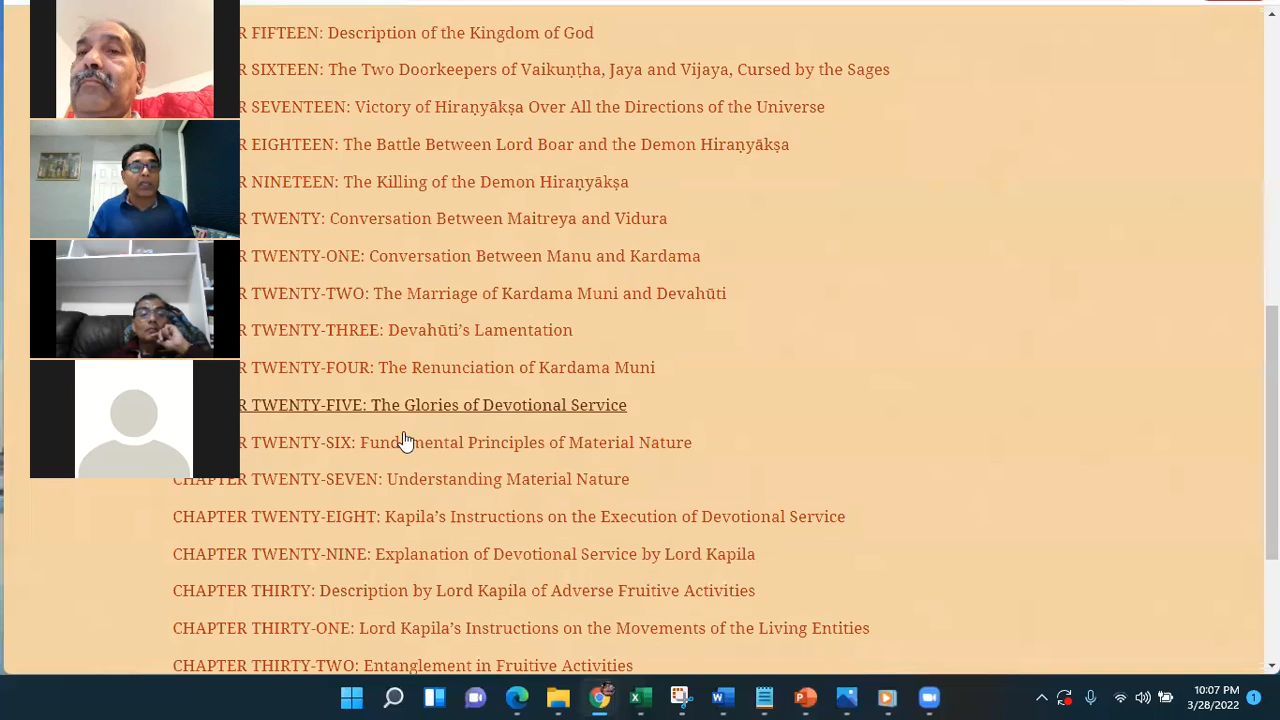 R FIFTEEN: Description of the Kingdom of God
R SIXTEEN: The Two Doorkeepers of Vaikuṇṭha, Jaya and Vijaya, Cursed by the Sages
R SEVENTEEN: Victory of Hiraṇyākṣa Over All the Directions of the Universe
R EIGHTEEN: The Battle Between Lord Boar and the Demon Hiraṇyākṣa
R NINETEEN: The Killing of the Demon Hiraṇyākṣa
R TWENTY: Conversation Between Maitreya and Vidura
R TWENTY-ONE: Conversation Between Manu and Kardama
R TWENTY-TWO: The Marriage of Kardama Muni and Devahūti
R TWENTY-THREE: Devahūti’s Lamentation
R TWENTY-FOUR: The Renunciation of Kardama Muni
TWENTY-FIVE: The Glories of Devotional Service
R TWENTY-SIX: Fundamental Principles of Material Nature
CHAPTER TWENTY-SEVEN: Understanding Material Nature
CHAPTER TWENTY-EIGHT: Kapila’s Instructions on the Execution of Devotional Service
CHAPTER TWENTY-NINE: Explanation of Devotional Service by Lord Kapila
CHAPTER THIRTY: Description by Lord Kapila of Adverse Fruitive Activities
CHAPTER THIRTY-ONE: Lord Kapila’s Instructions on the Movements of the Living Entities
CHAPTER THIRTY-TWO: Entanglement in Fruitive Activities
10:07 PM
3/28/2022